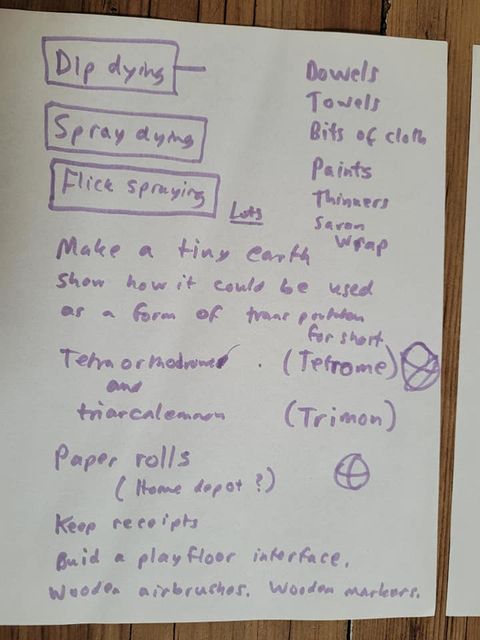 Dip dying
Spray dying
Flick spraying
Lots
Dowels
Towels
Bits of cloth
Paints
Thinners
Saran
Wrap
Make a tiny earth
show how it could be used
as a form of transportation
for short
(Tetrome)
and
(Trimon)
Paper rolls
(Home depot?)
Keep receipts
Buid a playfloor interface.
Wooden airbrushes. Wooden markers.